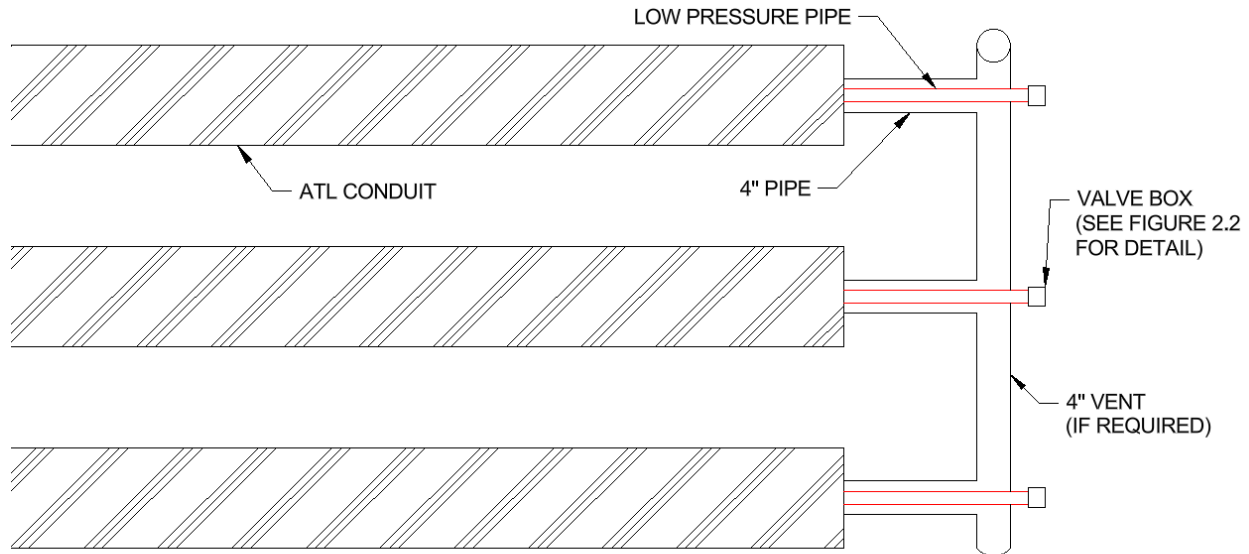 LOW PRESSURE PIPE
ATL CONDUIT
4" PIPE
VALVE BOX
(SEE FIGURE 2.2
FOR DETAIL)
4" VENT
(IF REQUIRED)